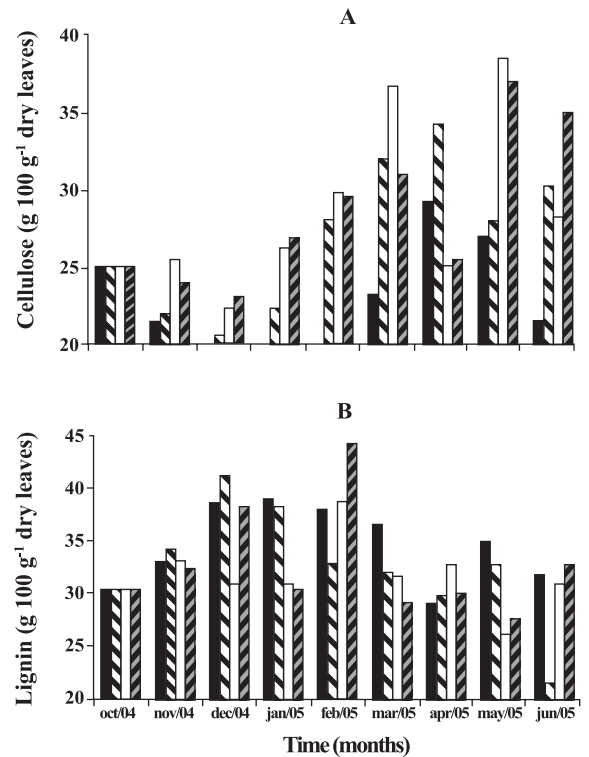 A
Cellulose (g 100 g⁻¹ dry leaves)
40
35
30
25
20
B
Lignin (g 100 g⁻¹ dry leaves)
45
40
35
30
25
20
oct/04 nov/04 dec/04 jan/05 feb/05 mar/05 apr/05 may/05 jun/05
Time (months)